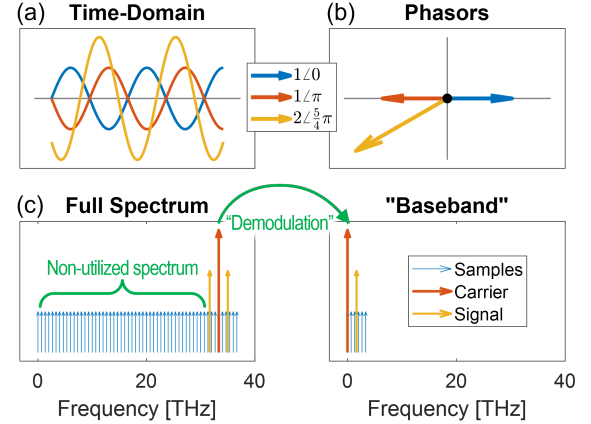 (a) Time-Domain
(b) Phasors
1∠0
1∠π
2∠5/4π
(c) Full Spectrum
"Baseband"
“Demodulation”
Non-utilized spectrum
Samples
Carrier
Signal
0 20 40
0 20 40
Frequency [THz]
Frequency [THz]